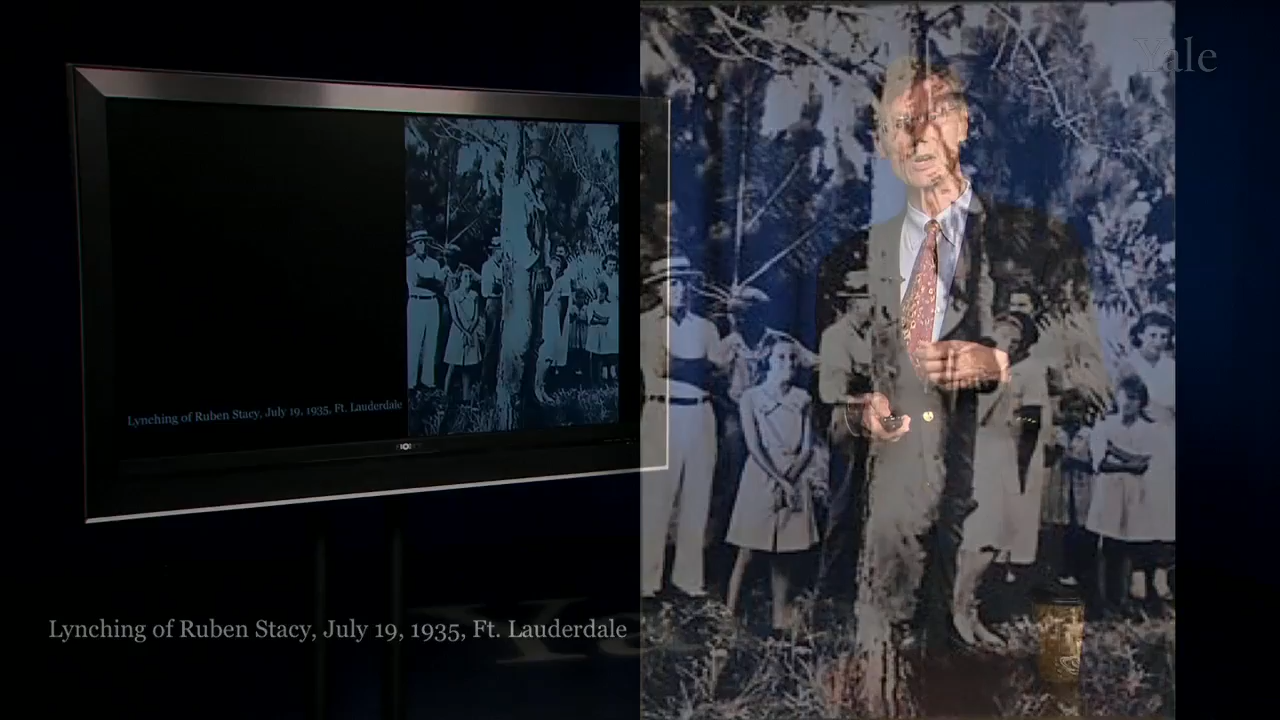 Yale
Lynching of Ruben Stacy, July 19, 1935, Ft. Lauderdale
SONY
Lynching of Ruben Stacy, July 19, 1935, Ft. Lauderdale